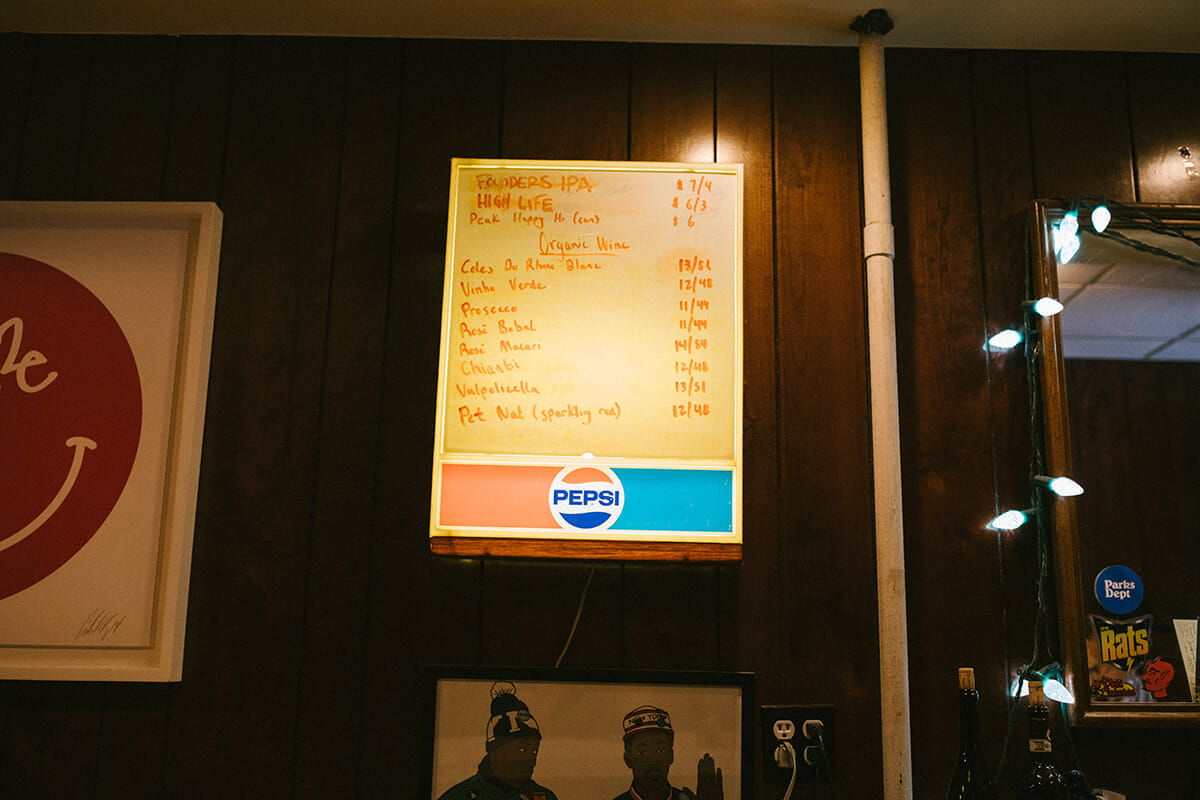 FOUNDERS IPA $ 7/4
HIGH LIFE $ 6/3
Peak Happy Hr (can) $ 6
Organic Wine
Cotes Du Rhone Blanc 13/51
Vinho Verde 12/48
Prosecco 11/44
Rosé Bobal 11/44
Rosé Macari 14/54
Chianti 12/48
Valpolicella 13/51
Pet Nat (sparkling red) 12/48
PEPSI
NEW YORK
Parks
Dept
Rats